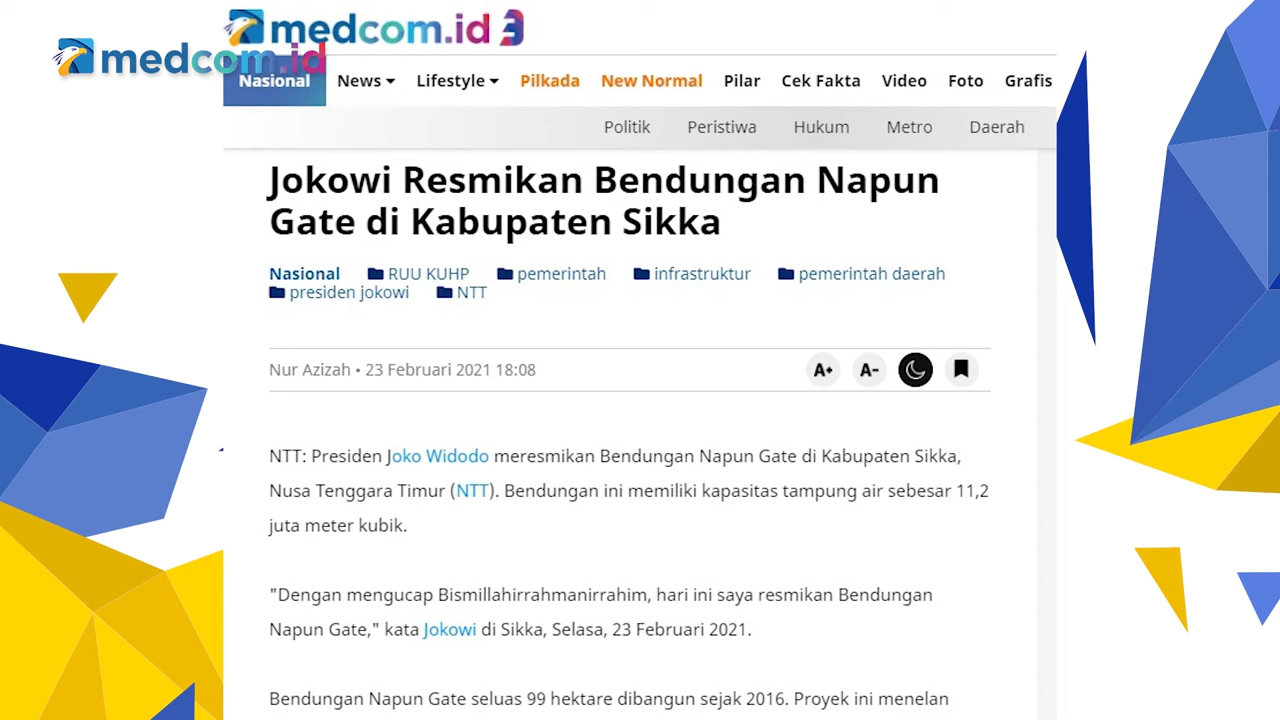 medcom.id 3
medcom.id
Nasional News Lifestyle Pilkada New Normal Pilar Cek Fakta Video Foto Grafis
Politik Peristiwa Hukum Metro Daerah
Jokowi Resmikan Bendungan Napun
Gate di Kabupaten Sikka
Nasional RUU KUHP pemerintah infrastruktur pemerintah daerah
presiden jokowi NTT
Nur Azizah • 23 Februari 2021 18:08 A+ A-
NTT: Presiden Joko Widodo meresmikan Bendungan Napun Gate di Kabupaten Sikka,
Nusa Tenggara Timur (NTT). Bendungan ini memiliki kapasitas tampung air sebesar 11,2
juta meter kubik.
"Dengan mengucap Bismillahirrahmanirrahim, hari ini saya resmikan Bendungan
Napun Gate," kata Jokowi di Sikka, Selasa, 23 Februari 2021.
Bendungan Napun Gate seluas 99 hektare dibangun sejak 2016. Proyek ini menelan